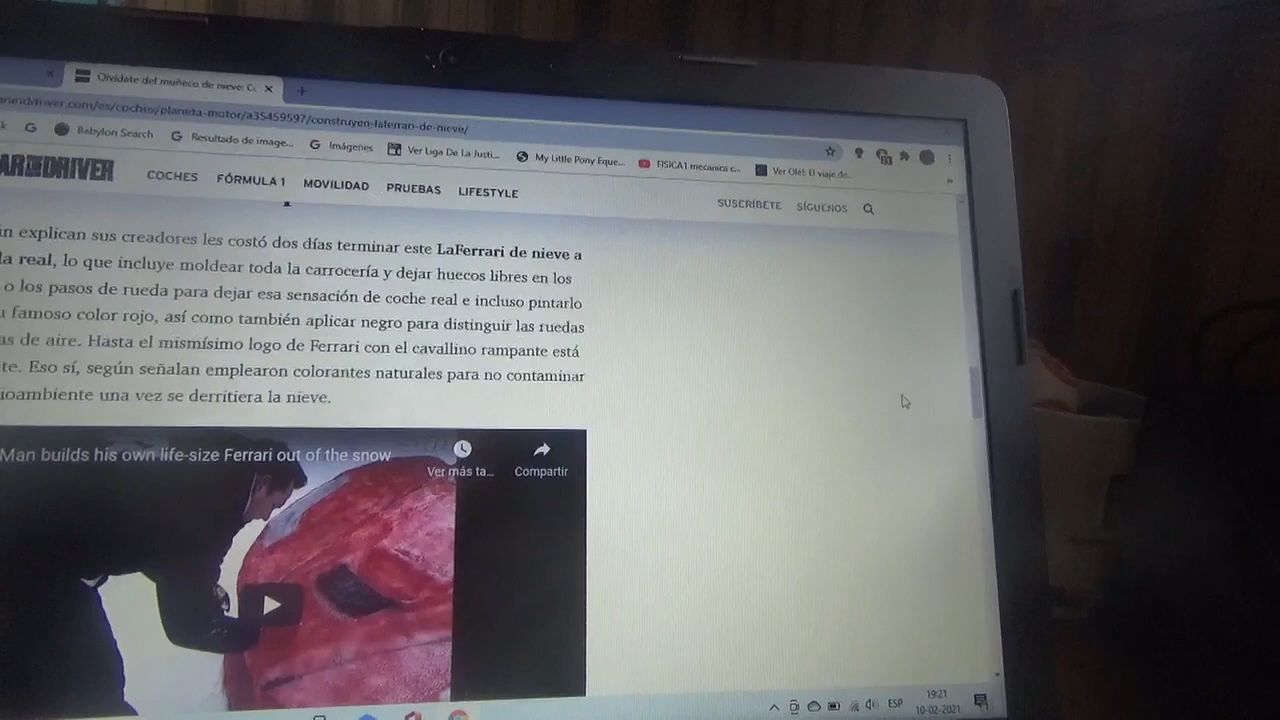 Olvídate del muñeco de nieve: C
driver.com/es/coches/planeta-motor/a35459597/construyen-laferrari-de-nieve/
Babylon Search
Resultado de image...
Imágenes
Ver Liga De La Justi...
My Little Pony Eque...
FISICA1 mecanica c...
Ver Olé!: El viaje de...
AR DRIVER
COCHES
FÓRMULA 1
MOVILIDAD
PRUEBAS
LIFESTYLE
SUSCRÍBETE
SÍGUENOS
ún explican sus creadores les costó dos días terminar este LaFerrari de nieve a
la real, lo que incluye moldear toda la carrocería y dejar huecos libres en los
o los pasos de rueda para dejar esa sensación de coche real e incluso pintarlo
u famoso color rojo, así como también aplicar negro para distinguir las ruedas
as de aire. Hasta el mismísimo logo de Ferrari con el cavallino rampante está
te. Eso sí, según señalan emplearon colorantes naturales para no contaminar
ioambiente una vez se derritiera la nieve.
Man builds his own life-size Ferrari out of the snow
Ver más ta...
Compartir
ESP
19:21
10-02-2021